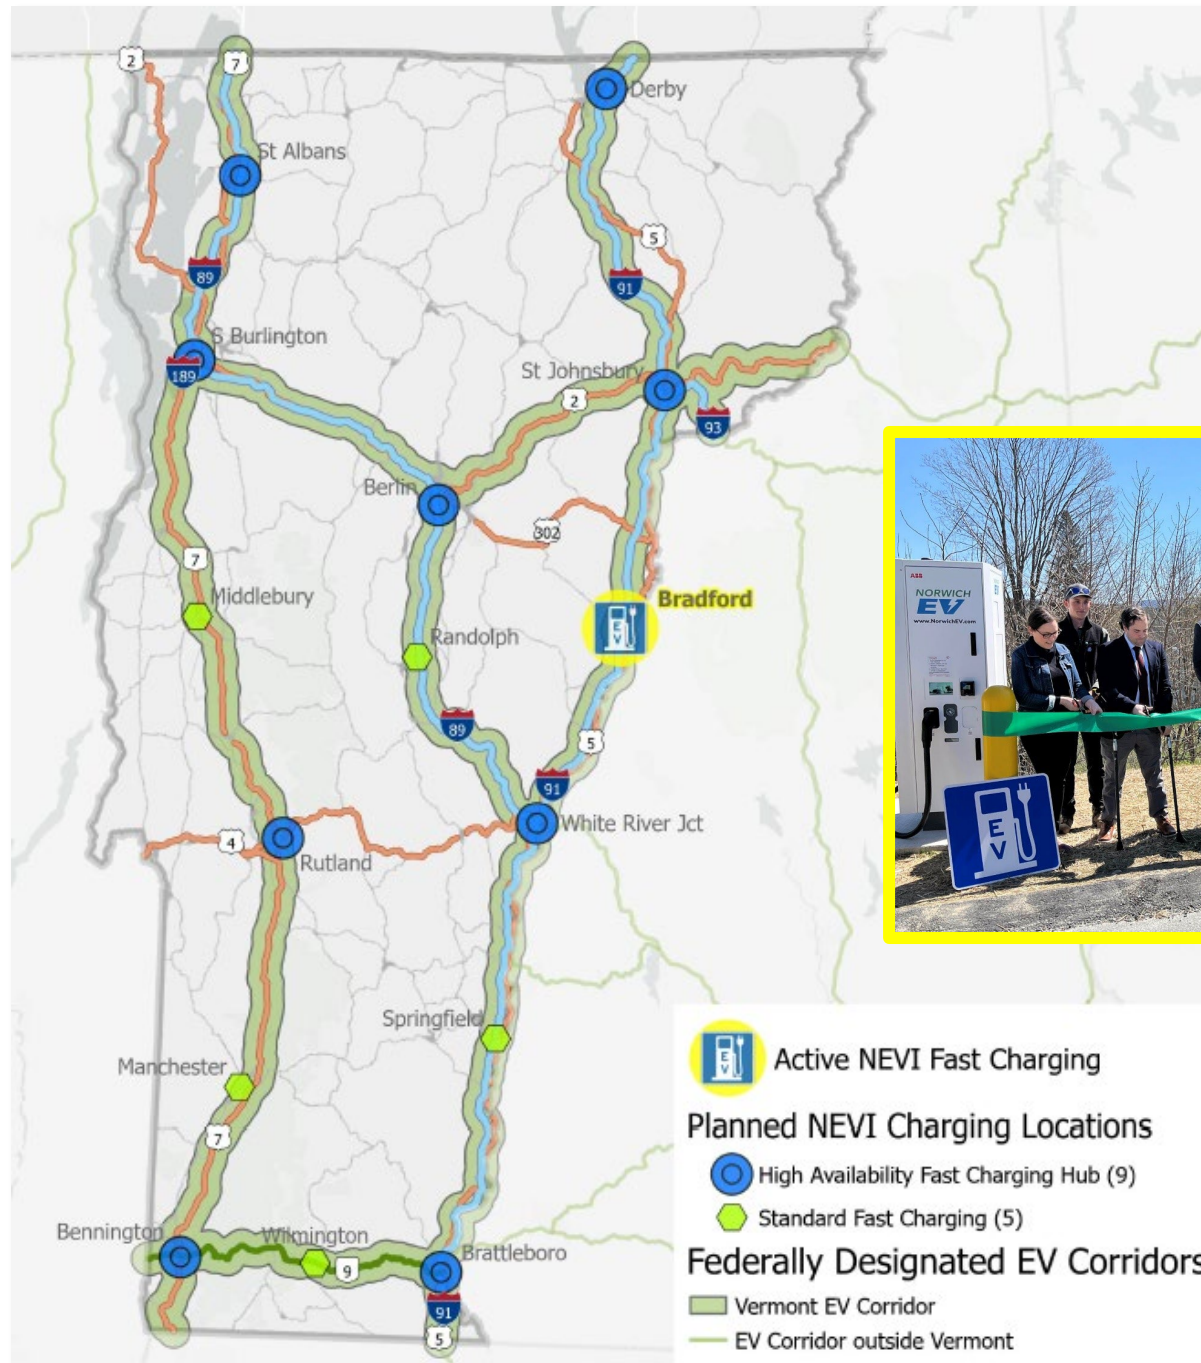 2
7
Derby
St Albans
5
89
91
S Burlington
189
St Johnsbury
2
93
Berlin
302
7
Middlebury
Bradford
EV
Randolph
89
5
91
White River Jct
4
Rutland
Springfield
Manchester
7
Bennington
Wilmington
9
Brattleboro
91
5
ABB
NORWICH
EV
www.NorwichEV.com
EV
EV
Active NEVI Fast Charging
Planned NEVI Charging Locations
High Availability Fast Charging Hub (9)
Standard Fast Charging (5)
Federally Designated EV Corridors
Vermont EV Corridor
EV Corridor outside Vermont